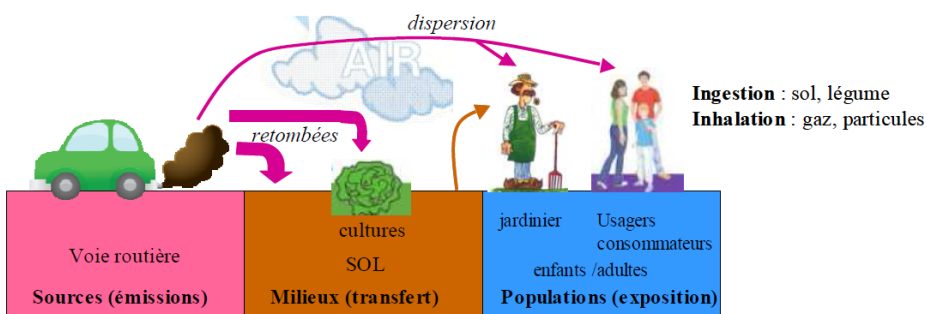 dispersion
AIR
retombées
Ingestion : sol, légume
Inhalation : gaz, particules
Voie routière
Sources (émissions)
cultures
SOL
Milieux (transfert)
jardinier
Usagers
consommateurs
enfants /adultes
Populations (exposition)